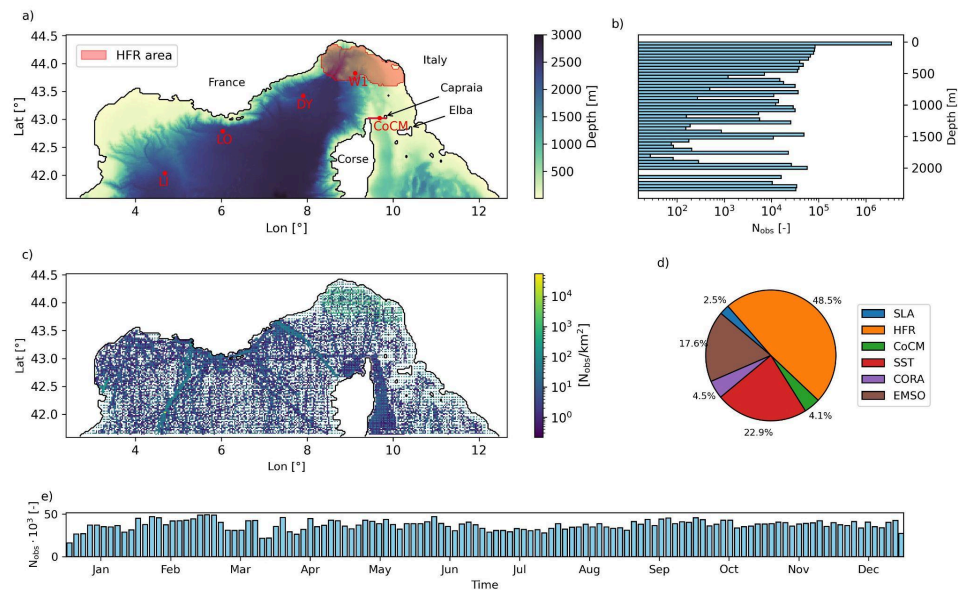 a)
44.5
44.0
43.5
43.0
42.5
42.0
Lat [°]
HFR area
France
Italy
W1
DY
Capraia
Elba
LO
CoCM
Corse
LI
4
6
8
10
12
Lon [°]
3000
2500
2000
1500
1000
500
Depth [m]
b)
0
500
1000
1500
2000
Depth [m]
10²
10³
10⁴
10⁵
10⁶
Nobs [-]
c)
44.5
44.0
43.5
43.0
42.5
42.0
Lat [°]
4
6
8
10
12
Lon [°]
10⁴
10³
10²
10¹
10⁰
[Nobs/km²]
d)
2.5%
48.5%
17.6%
4.5%
22.9%
4.1%
SLA
HFR
CoCM
SST
CORA
EMSO
e)
50
0
Nobs · 10³ [-]
Jan
Feb
Mar
Apr
May
Jun
Jul
Aug
Sep
Oct
Nov
Dec
Time